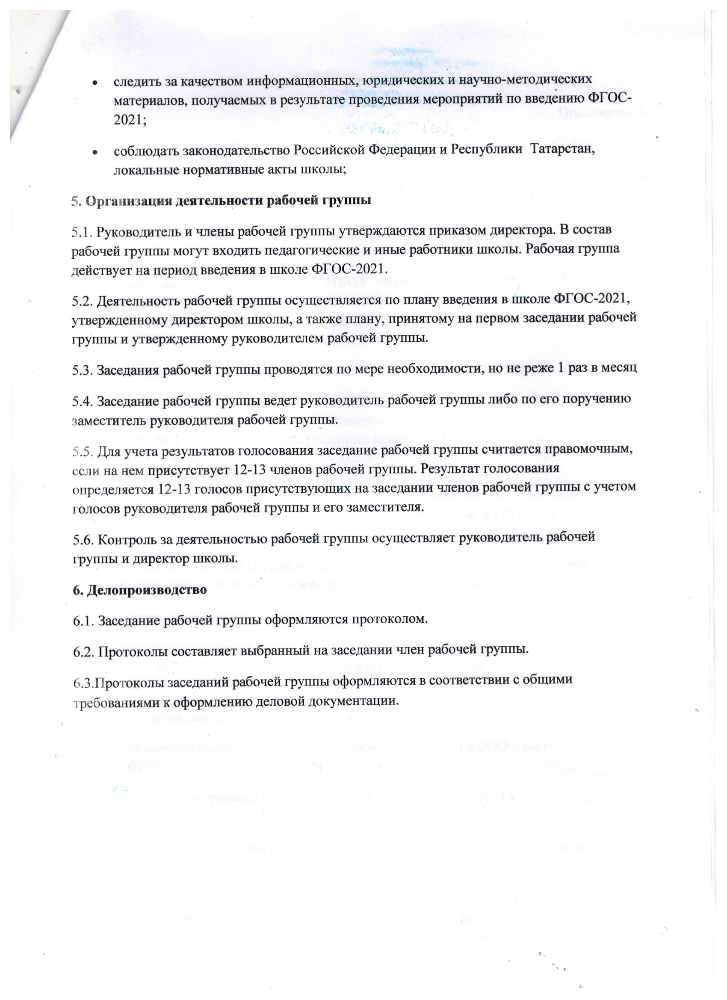 • следить за качеством информационных, юридических и научно-методических
материалов, получаемых в результате проведения мероприятий по введению ФГОС-
2021;
• соблюдать законодательство Российской Федерации и Республики Татарстан,
локальные нормативные акты школы;
5. Организация деятельности рабочей группы
5.1. Руководитель и члены рабочей группы утверждаются приказом директора. В состав
рабочей группы могут входить педагогические и иные работники школы. Рабочая группа
действует на период введения в школе ФГОС-2021.
5.2. Деятельность рабочей группы осуществляется по плану введения в школе ФГОС-2021,
утвержденному директором школы, а также плану, принятому на первом заседании рабочей
группы и утвержденному руководителем рабочей группы.
5.3. Заседания рабочей группы проводятся по мере необходимости, но не реже 1 раз в месяц
5.4. Заседание рабочей группы ведет руководитель рабочей группы либо по его поручению
заместитель руководителя рабочей группы.
5.5. Для учета результатов голосования заседание рабочей группы считается правомочным,
если на нем присутствует 12-13 членов рабочей группы. Результат голосования
определяется 12-13 голосов присутствующих на заседании членов рабочей группы с учетом
голосов руководителя рабочей группы и его заместителя.
5.6. Контроль за деятельностью рабочей группы осуществляет руководитель рабочей
группы и директор школы.
6. Делопроизводство
6.1. Заседание рабочей группы оформляются протоколом.
6.2. Протоколы составляет выбранный на заседании член рабочей группы.
6.3.Протоколы заседаний рабочей группы оформляются в соответствии с общими
требованиями к оформлению деловой документации.